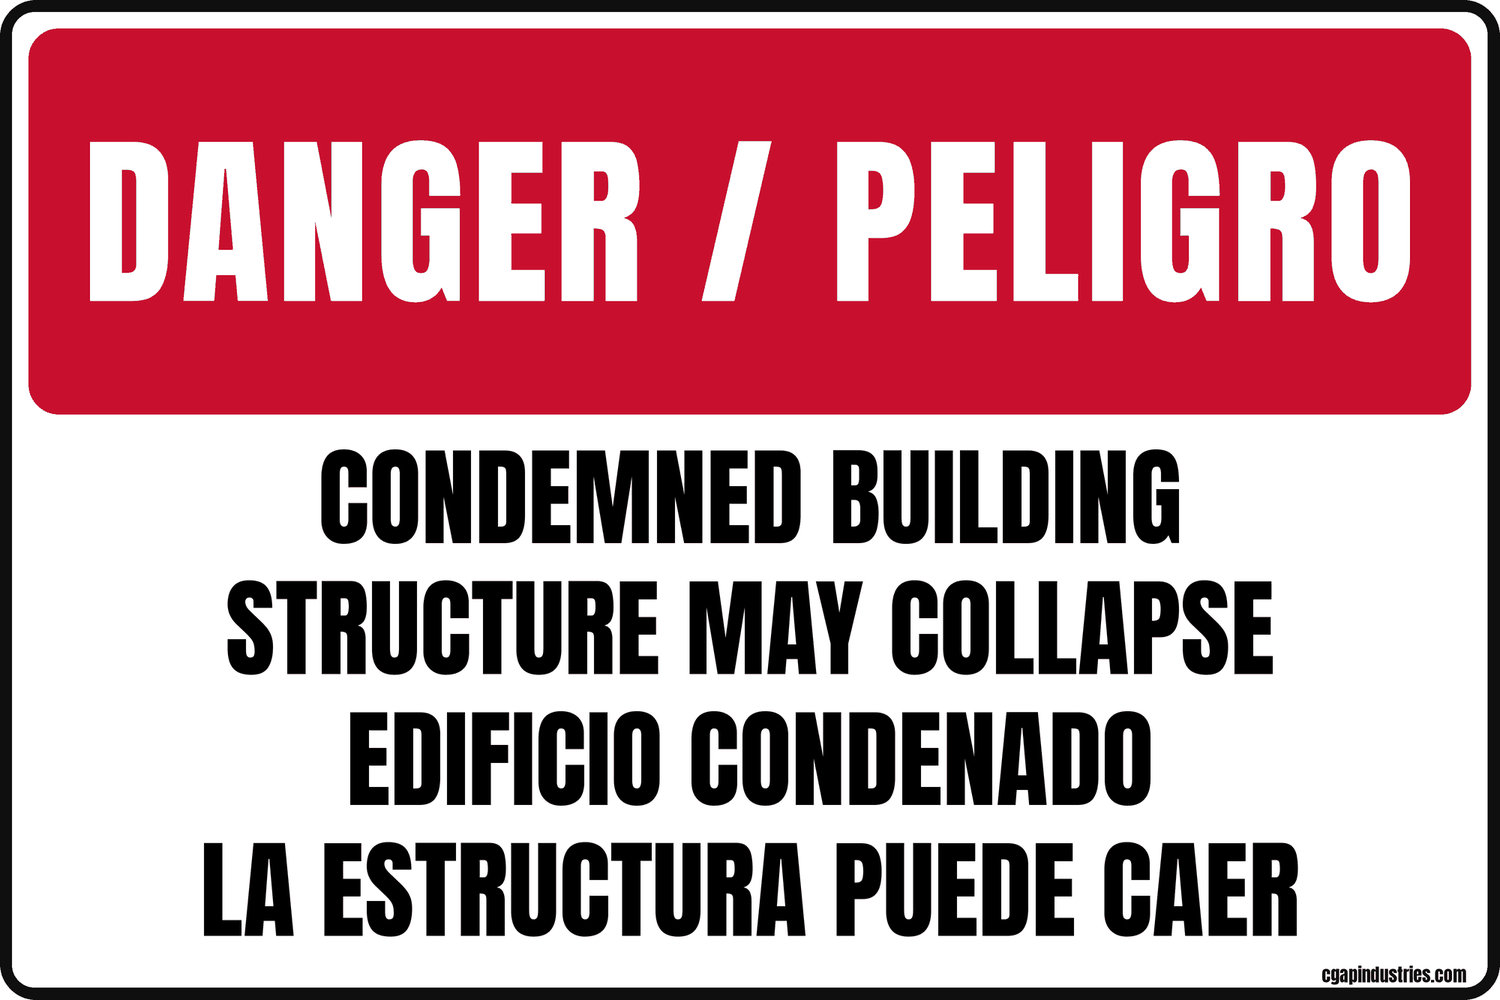 DANGER / PELIGRO
CONDEMNED BUILDING
STRUCTURE MAY COLLAPSE
EDIFICIO CONDENADO
LA ESTRUCTURA PUEDE CAER
cgapindustries.com